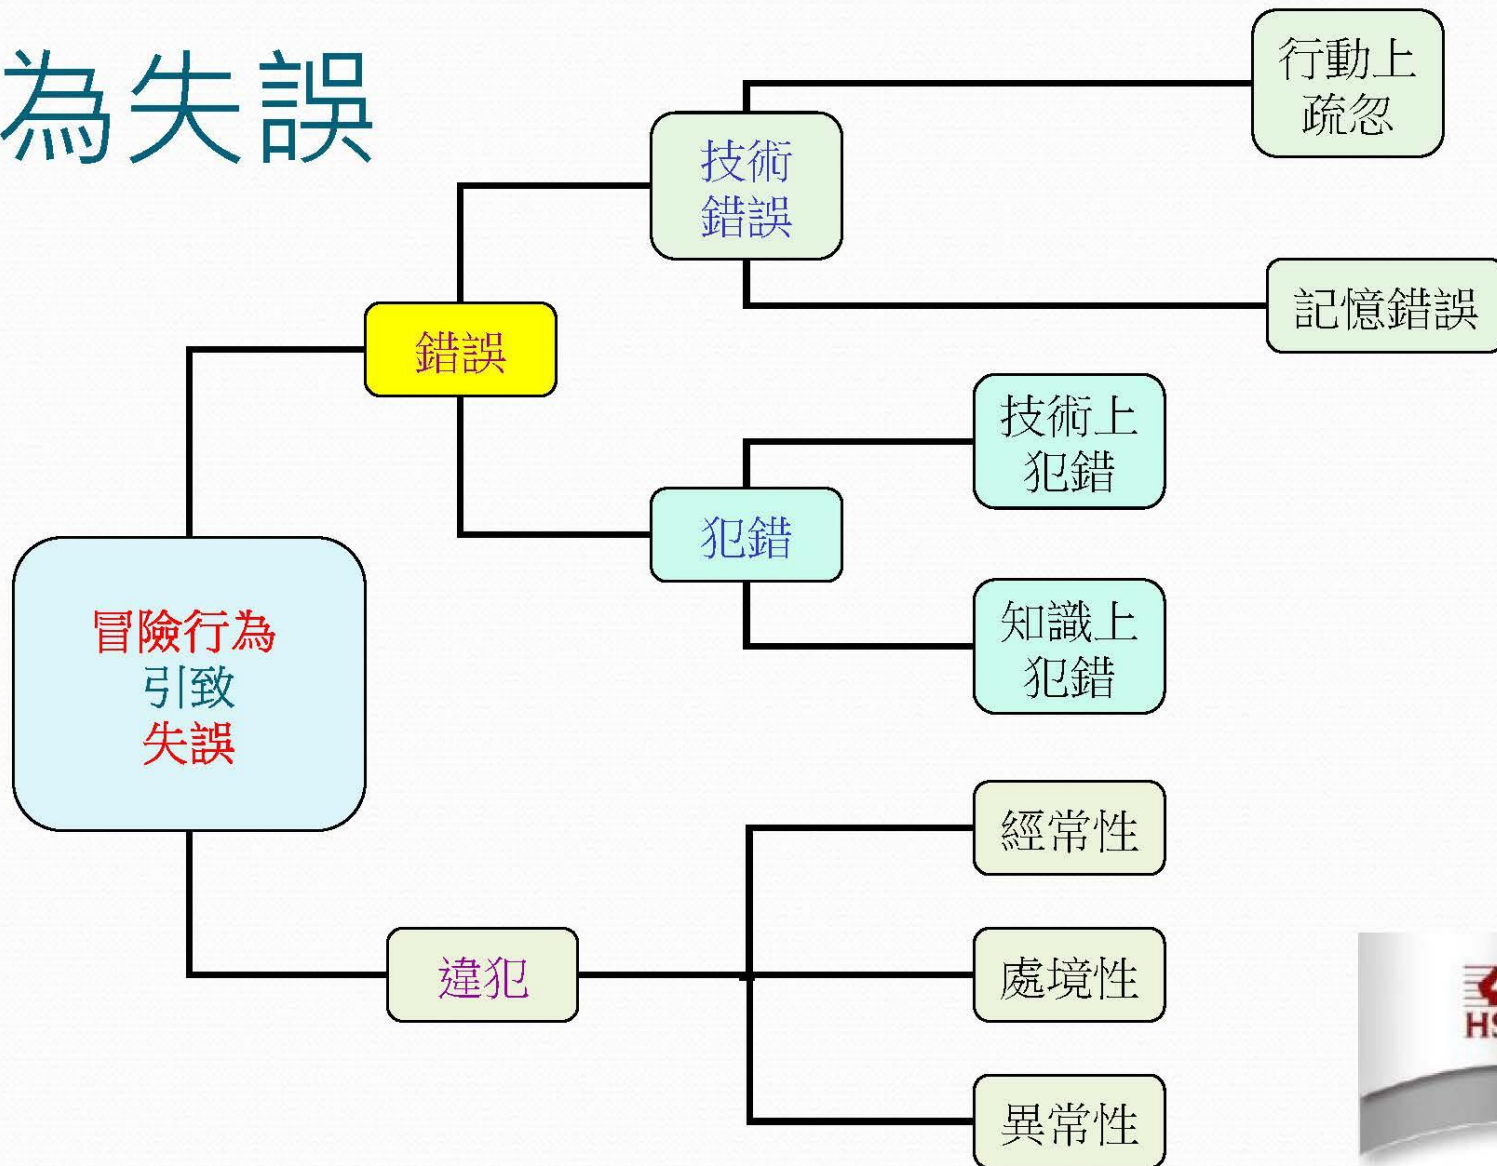 為失誤
行動上
疏忽
技術
錯誤
記憶錯誤
錯誤
技術上
犯錯
犯錯
知識上
犯錯
冒險行為
引致
失誤
經常性
違犯
處境性
異常性
HS